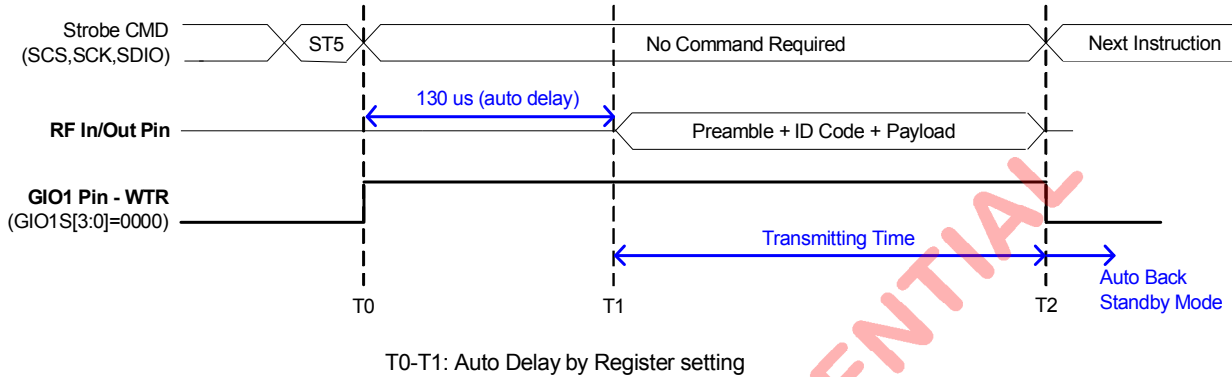 Strobe CMD
(SCS,SCK,SDIO)
ST5
No Command Required
Next Instruction
130 us (auto delay)
RF In/Out Pin
Preamble + ID Code + Payload
GIO1 Pin - WTR
(GIO1S[3:0]=0000)
Transmitting Time
Auto Back
Standby Mode
T0
T1
T2
T0-T1: Auto Delay by Register setting
ENTIAL